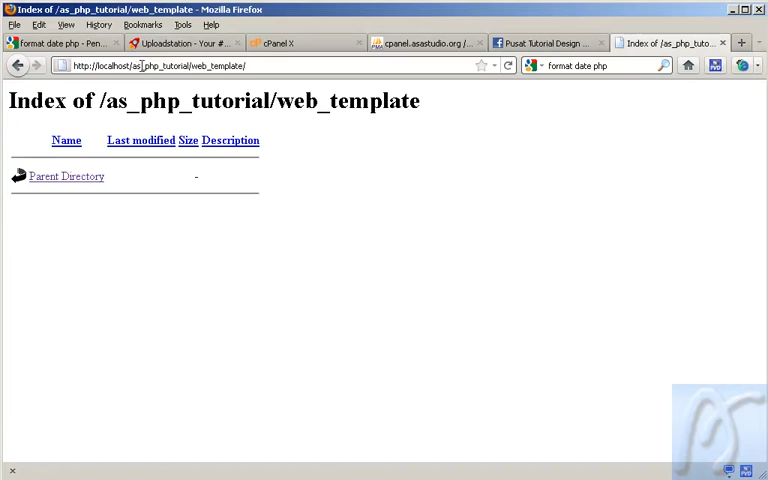 Index of /as_php_tutorial/web_template - Mozilla Firefox
File Edit View History Bookmarks Tools Help
format date php - Pen... Uploadstation - Your #... cPanel X cpanel.asastudio.org /... Pusat Tutorial Design ... Index of /as_php_tuto...
http://localhost/as_php_tutorial/web_template/ format date php
Index of /as_php_tutorial/web_template
Name Last modified Size Description
Parent Directory -